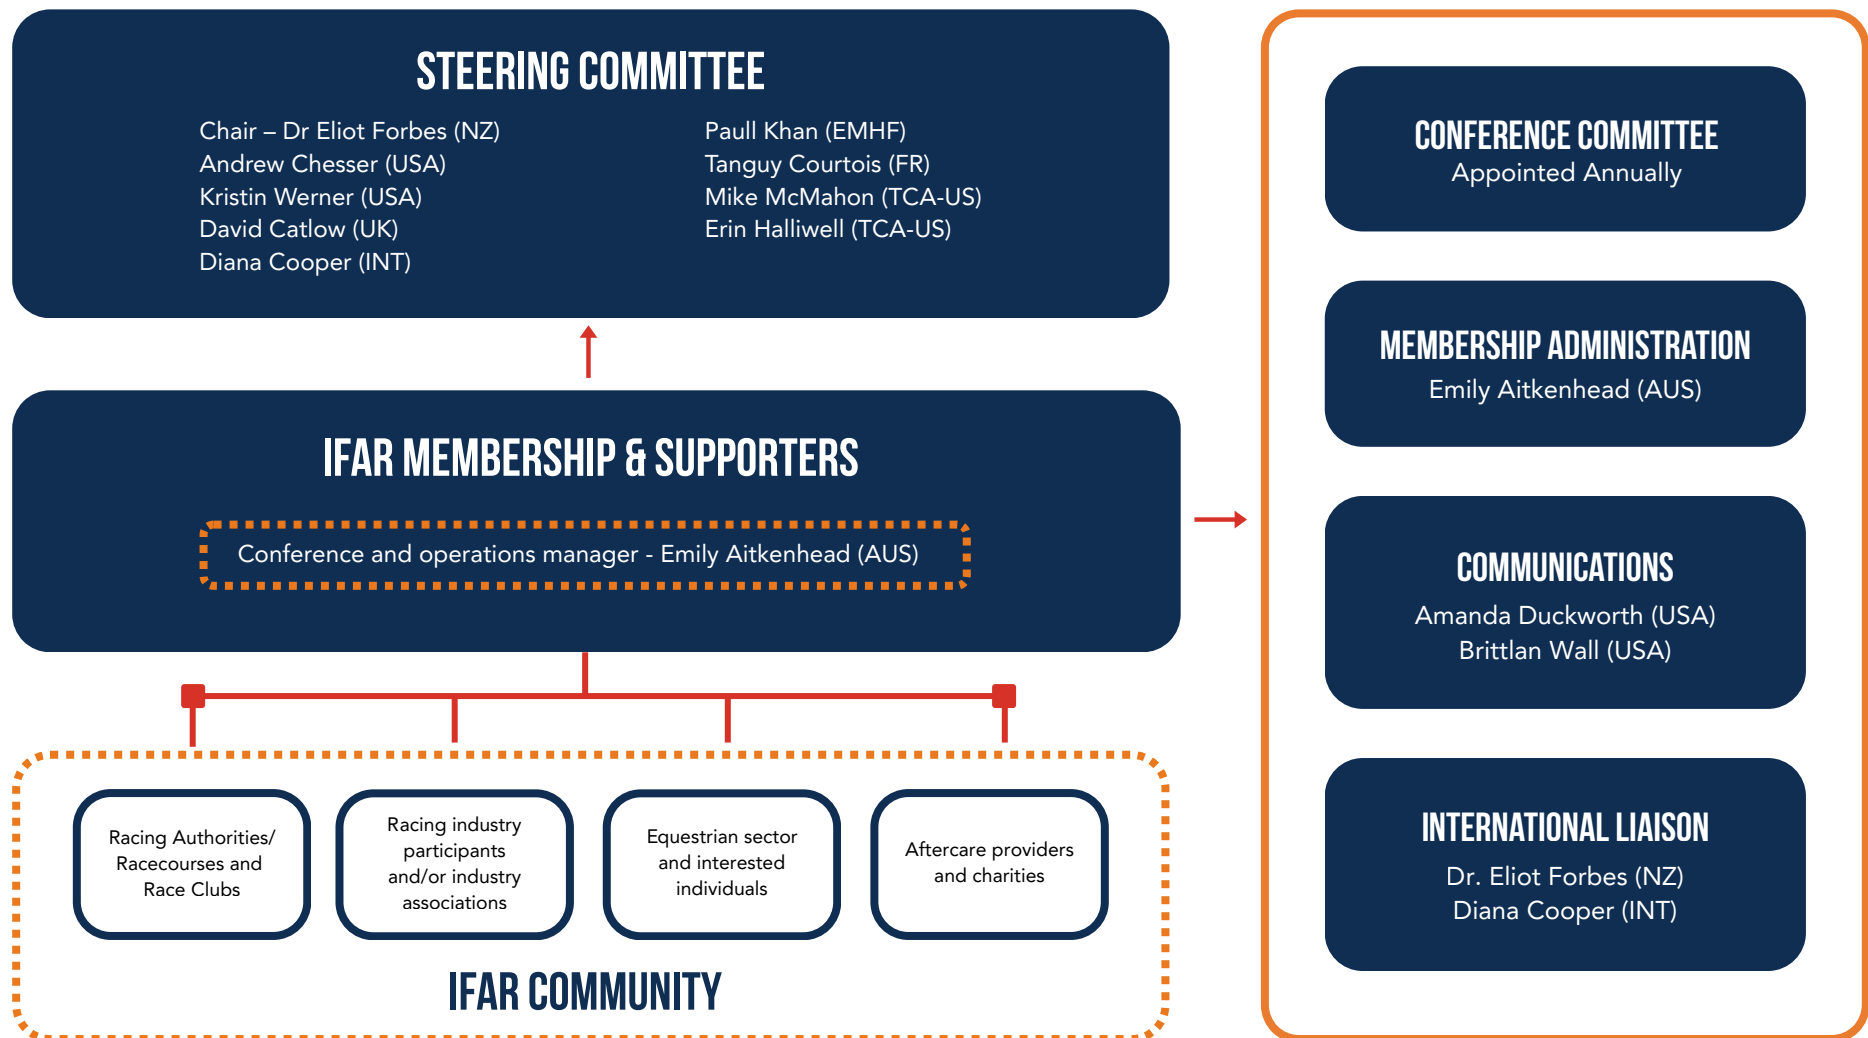 STEERING COMMITTEE
Chair – Dr Eliot Forbes (NZ)
Andrew Chesser (USA)
Kristin Werner (USA)
David Catlow (UK)
Diana Cooper (INT)
Paull Khan (EMHF)
Tanguy Courtois (FR)
Mike McMahon (TCA-US)
Erin Halliwell (TCA-US)
IFAR MEMBERSHIP & SUPPORTERS
Conference and operations manager - Emily Aitkenhead (AUS)
Racing Authorities/
Racecourses and
Race Clubs
Racing industry
participants
and/or industry
associations
Equestrian sector
and interested
individuals
Aftercare providers
and charities
IFAR COMMUNITY
CONFERENCE COMMITTEE
Appointed Annually
MEMBERSHIP ADMINISTRATION
Emily Aitkenhead (AUS)
COMMUNICATIONS
Amanda Duckworth (USA)
Brittlan Wall (USA)
INTERNATIONAL LIAISON
Dr. Eliot Forbes (NZ)
Diana Cooper (INT)